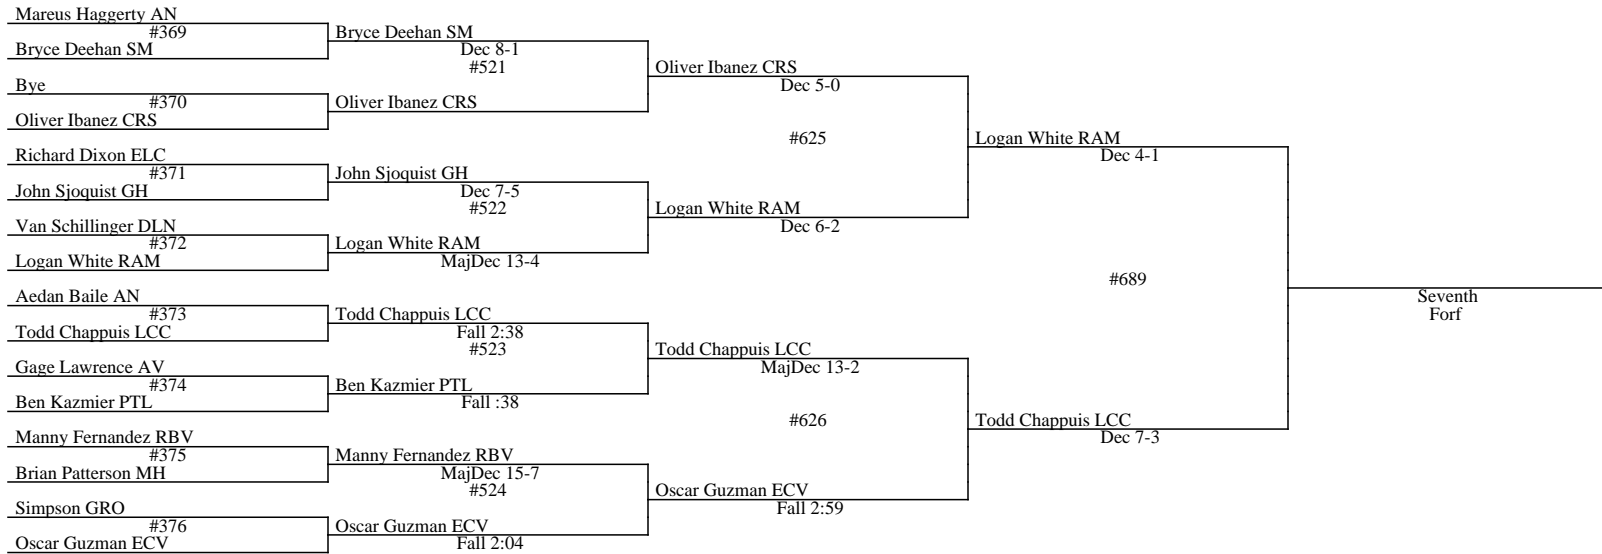 Mareus Haggerty AN
#369
Bryce Deehan SM
Bye
#370
Oliver Ibanez CRS
Richard Dixon ELC
#371
John Sjoquist GH
Van Schillinger DLN
#372
Logan White RAM
Aedan Baile AN
#373
Todd Chappuis LCC
Gage Lawrence AV
#374
Ben Kazmier PTL
Manny Fernandez RBV
#375
Brian Patterson MH
Simpson GRO
#376
Oscar Guzman ECV
Bryce Deehan SM
Dec 8-1
#521
Oliver Ibanez CRS
John Sjoquist GH
Dec 7-5
#522
Logan White RAM
MajDec 13-4
Todd Chappuis LCC
Fall 2:38
#523
Ben Kazmier PTL
Fall :38
Manny Fernandez RBV
MajDec 15-7
#524
Oscar Guzman ECV
Fall 2:04
Oliver Ibanez CRS
Dec 5-0
#625
Logan White RAM
Dec 6-2
Todd Chappuis LCC
MajDec 13-2
#626
Oscar Guzman ECV
Fall 2:59
Logan White RAM
Dec 4-1
#689
Todd Chappuis LCC
Dec 7-3
Seventh
Forf